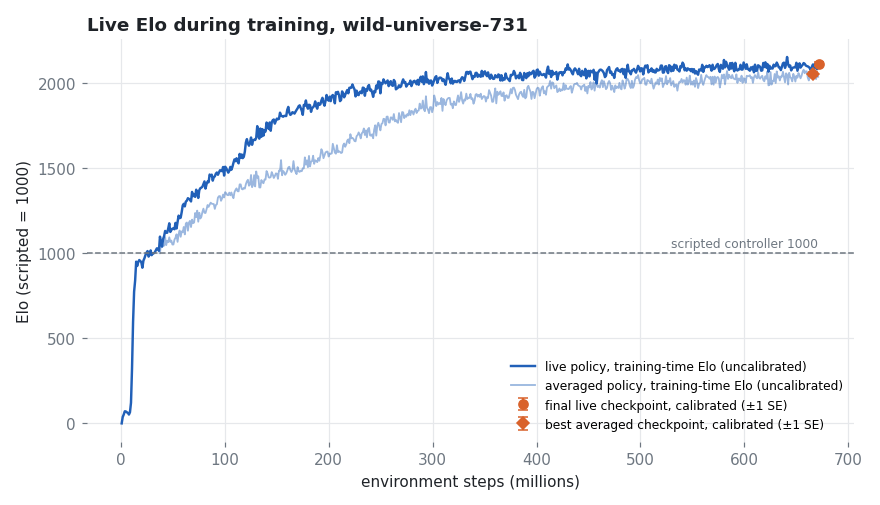 Live Elo during training, wild-universe-731
Elo (scripted = 1000)
2000
1500
1000
500
0
scripted controller 1000
live policy, training-time Elo (uncalibrated)
averaged policy, training-time Elo (uncalibrated)
final live checkpoint, calibrated (±1 SE)
best averaged checkpoint, calibrated (±1 SE)
0 100 200 300 400 500 600 700
environment steps (millions)